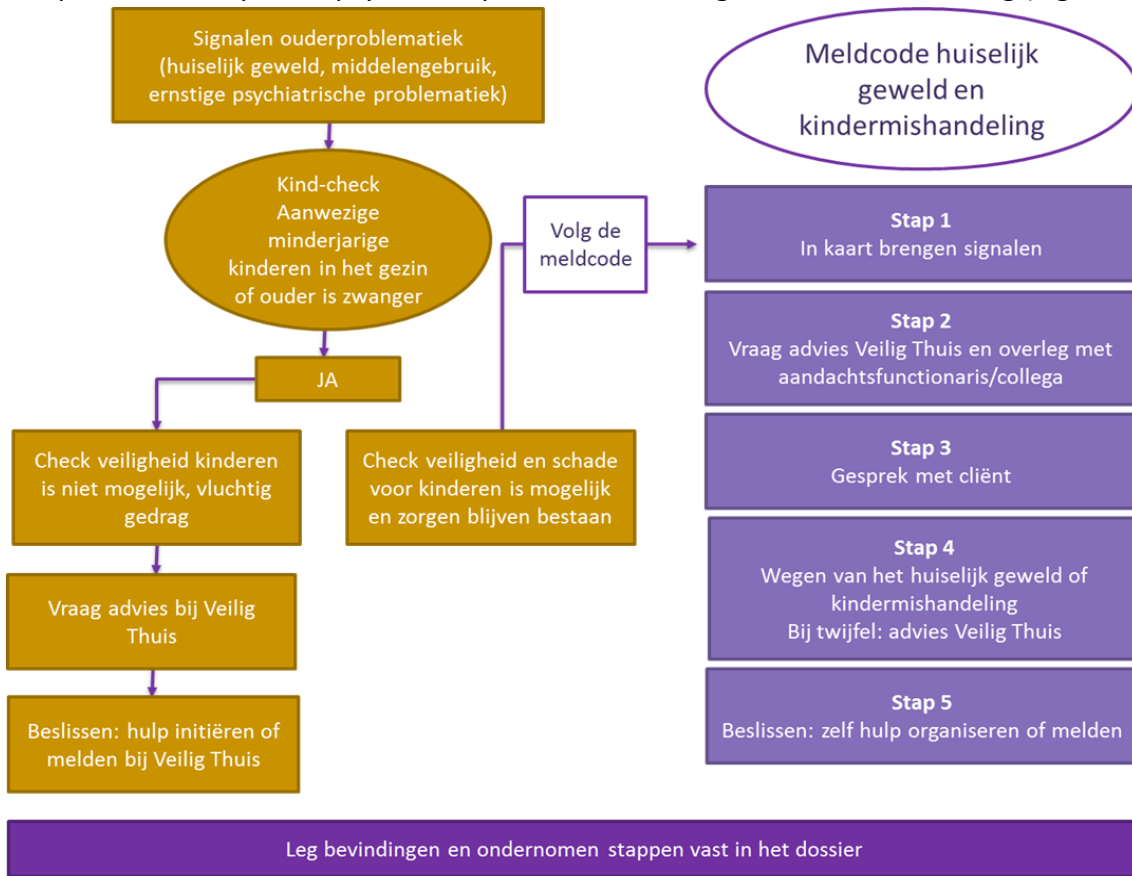 Signalen ouderproblematiek
(huiselijk geweld, middelengebruik,
ernstige psychiatrische problematiek)
Kind-check
Aanwezige
minderjarige
kinderen in het gezin
of ouder is zwanger
JA
Check veiligheid kinderen
is niet mogelijk, vluchtig
gedrag
Vraag advies bij Veilig
Thuis
Beslissen: hulp initiëren of
melden bij Veilig Thuis
Check veiligheid en schade
voor kinderen is mogelijk
en zorgen blijven bestaan
Volg de
meldcode
Meldcode huiselijk
geweld en
kindermishandeling
Stap 1
In kaart brengen signalen
Stap 2
Vraag advies Veilig Thuis en overleg met
aandachtsfunctionaris/collega
Stap 3
Gesprek met cliënt
Stap 4
Wegen van het huiselijk geweld of
kindermishandeling
Bij twijfel: advies Veilig Thuis
Stap 5
Beslissen: zelf hulp organiseren of melden
Leg bevindingen en ondernomen stappen vast in het dossier